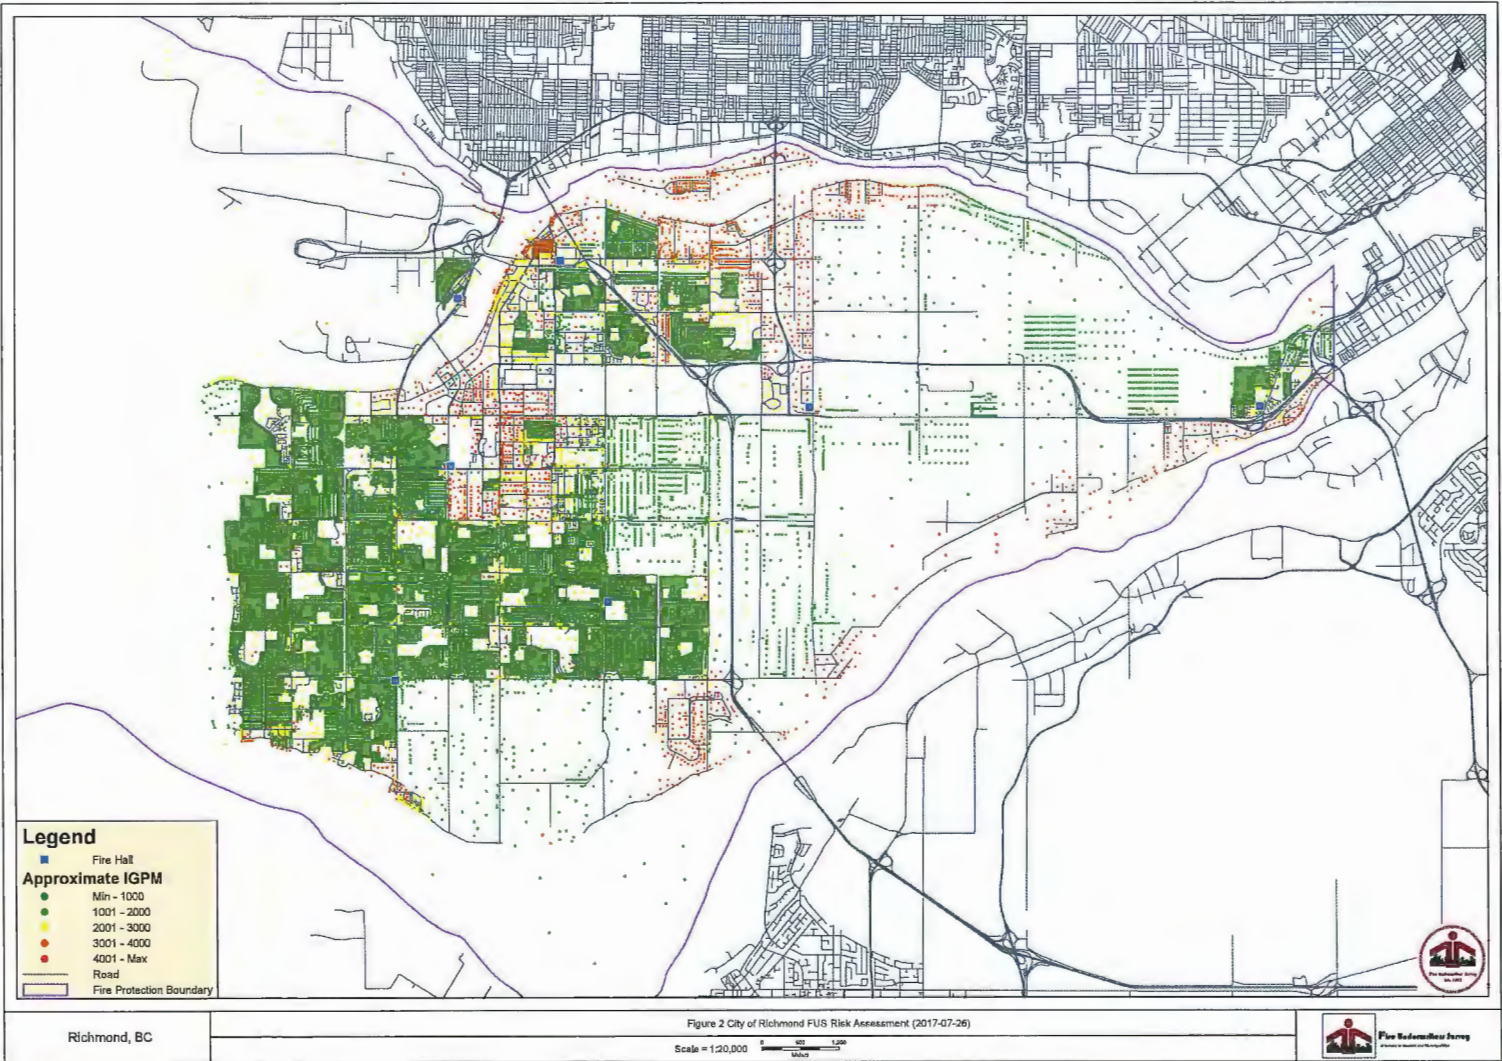 Legend
Fire Hall
Approximate IGPM
Min - 1000
1001 - 2000
2001 - 3000
3001 - 4000
4001 - Max
Road
Fire Protection Boundary
Richmond, BC
Figure 2 City of Richmond FUS Risk Assessment (2017-07-26)
Scale = 1:20,000
Fire Underwriters Survey